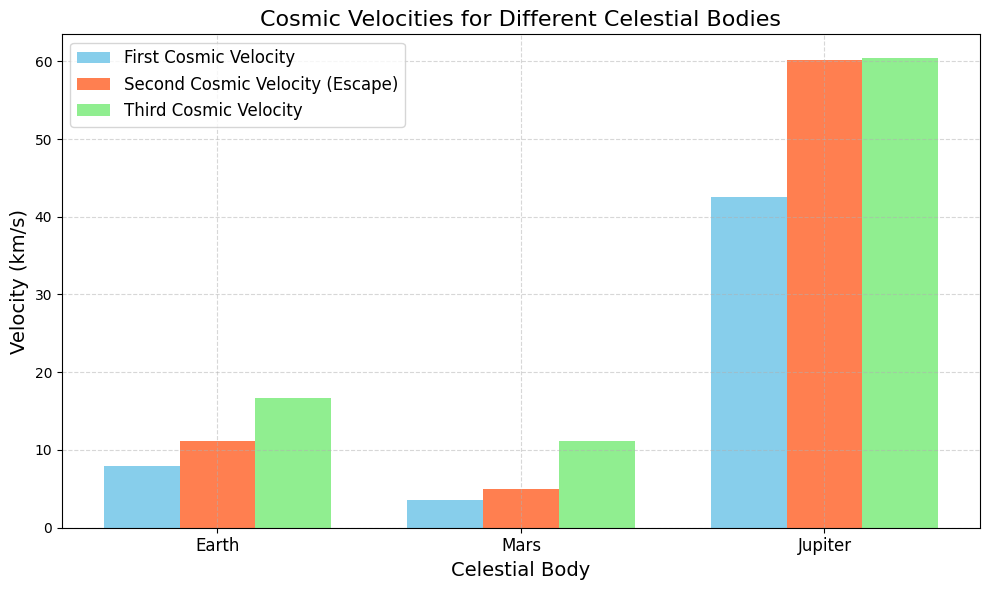 Cosmic Velocities for Different Celestial Bodies
First Cosmic Velocity
Second Cosmic Velocity (Escape)
Third Cosmic Velocity
Velocity (km/s)
60
50
40
30
20
10
0
Earth Mars Jupiter
Celestial Body